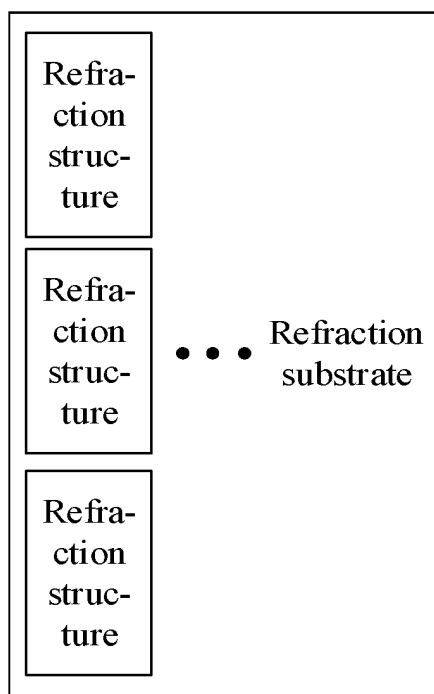 Refra-
ction
struc-
ture
Refra-
ction
struc-
ture
Refraction
substrate
Refra-
ction
struc-
ture